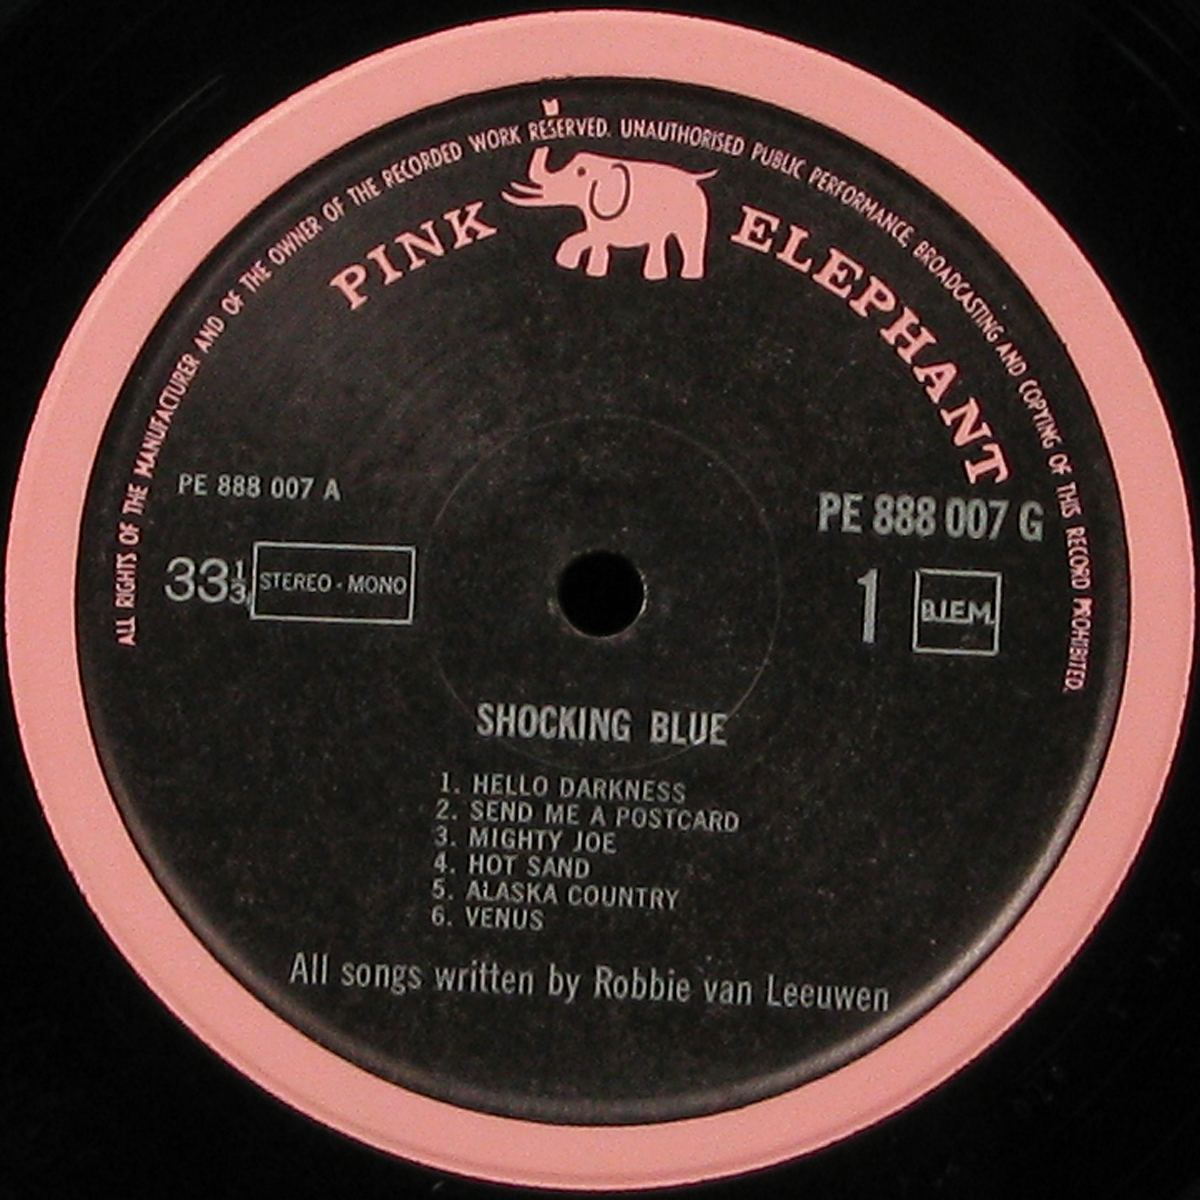 ALL RIGHTS OF THE MANUFACTURER AND OF THE OWNER OF THE RECORDED WORK RESERVED. UNAUTHORISED PUBLIC PERFORMANCE, BROADCASTING AND COPYING OF THIS RECORD PROHIBITED.
PINK ELEPHANT
PE 888 007 A
PE 888 007 G
33 1/3 STEREO - MONO
1 B.I.E.M.
SHOCKING BLUE
1. HELLO DARKNESS
2. SEND ME A POSTCARD
3. MIGHTY JOE
4. HOT SAND
5. ALASKA COUNTRY
6. VENUS
All songs written by Robbie van Leeuwen